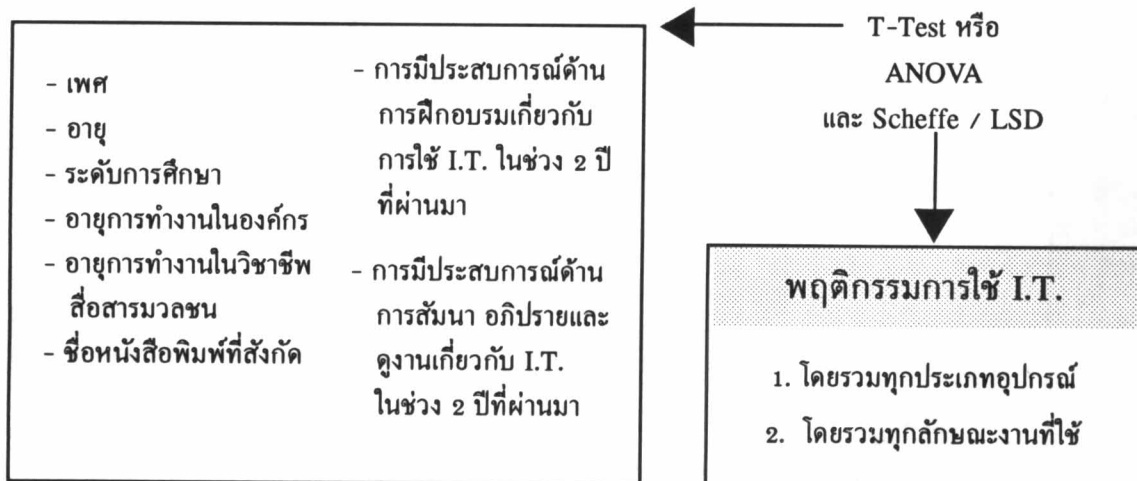 - เพศ
- อายุ
- ระดับการศึกษา
- อายุการทำงานในองค์กร
- อายุการทำงานในวิชาชีพ
สื่อสารมวลชน
- ชื่อหนังสือพิมพ์ที่สังกัด
- การมีประสบการณ์ด้าน
การฝึกอบรมเกี่ยวกับ
การใช้ I.T. ในช่วง 2 ปี
ที่ผ่านมา
- การมีประสบการณ์ด้าน
การสัมนา อภิปรายและ
ดูงานเกี่ยวกับ I.T.
ในช่วง 2 ปีที่ผ่านมา
T-Test หรือ
ANOVA
และ Scheffe / LSD
พฤติกรรมการใช้ I.T.
1. โดยรวมทุกประเภทอุปกรณ์
2. โดยรวมทุกลักษณะงานที่ใช้